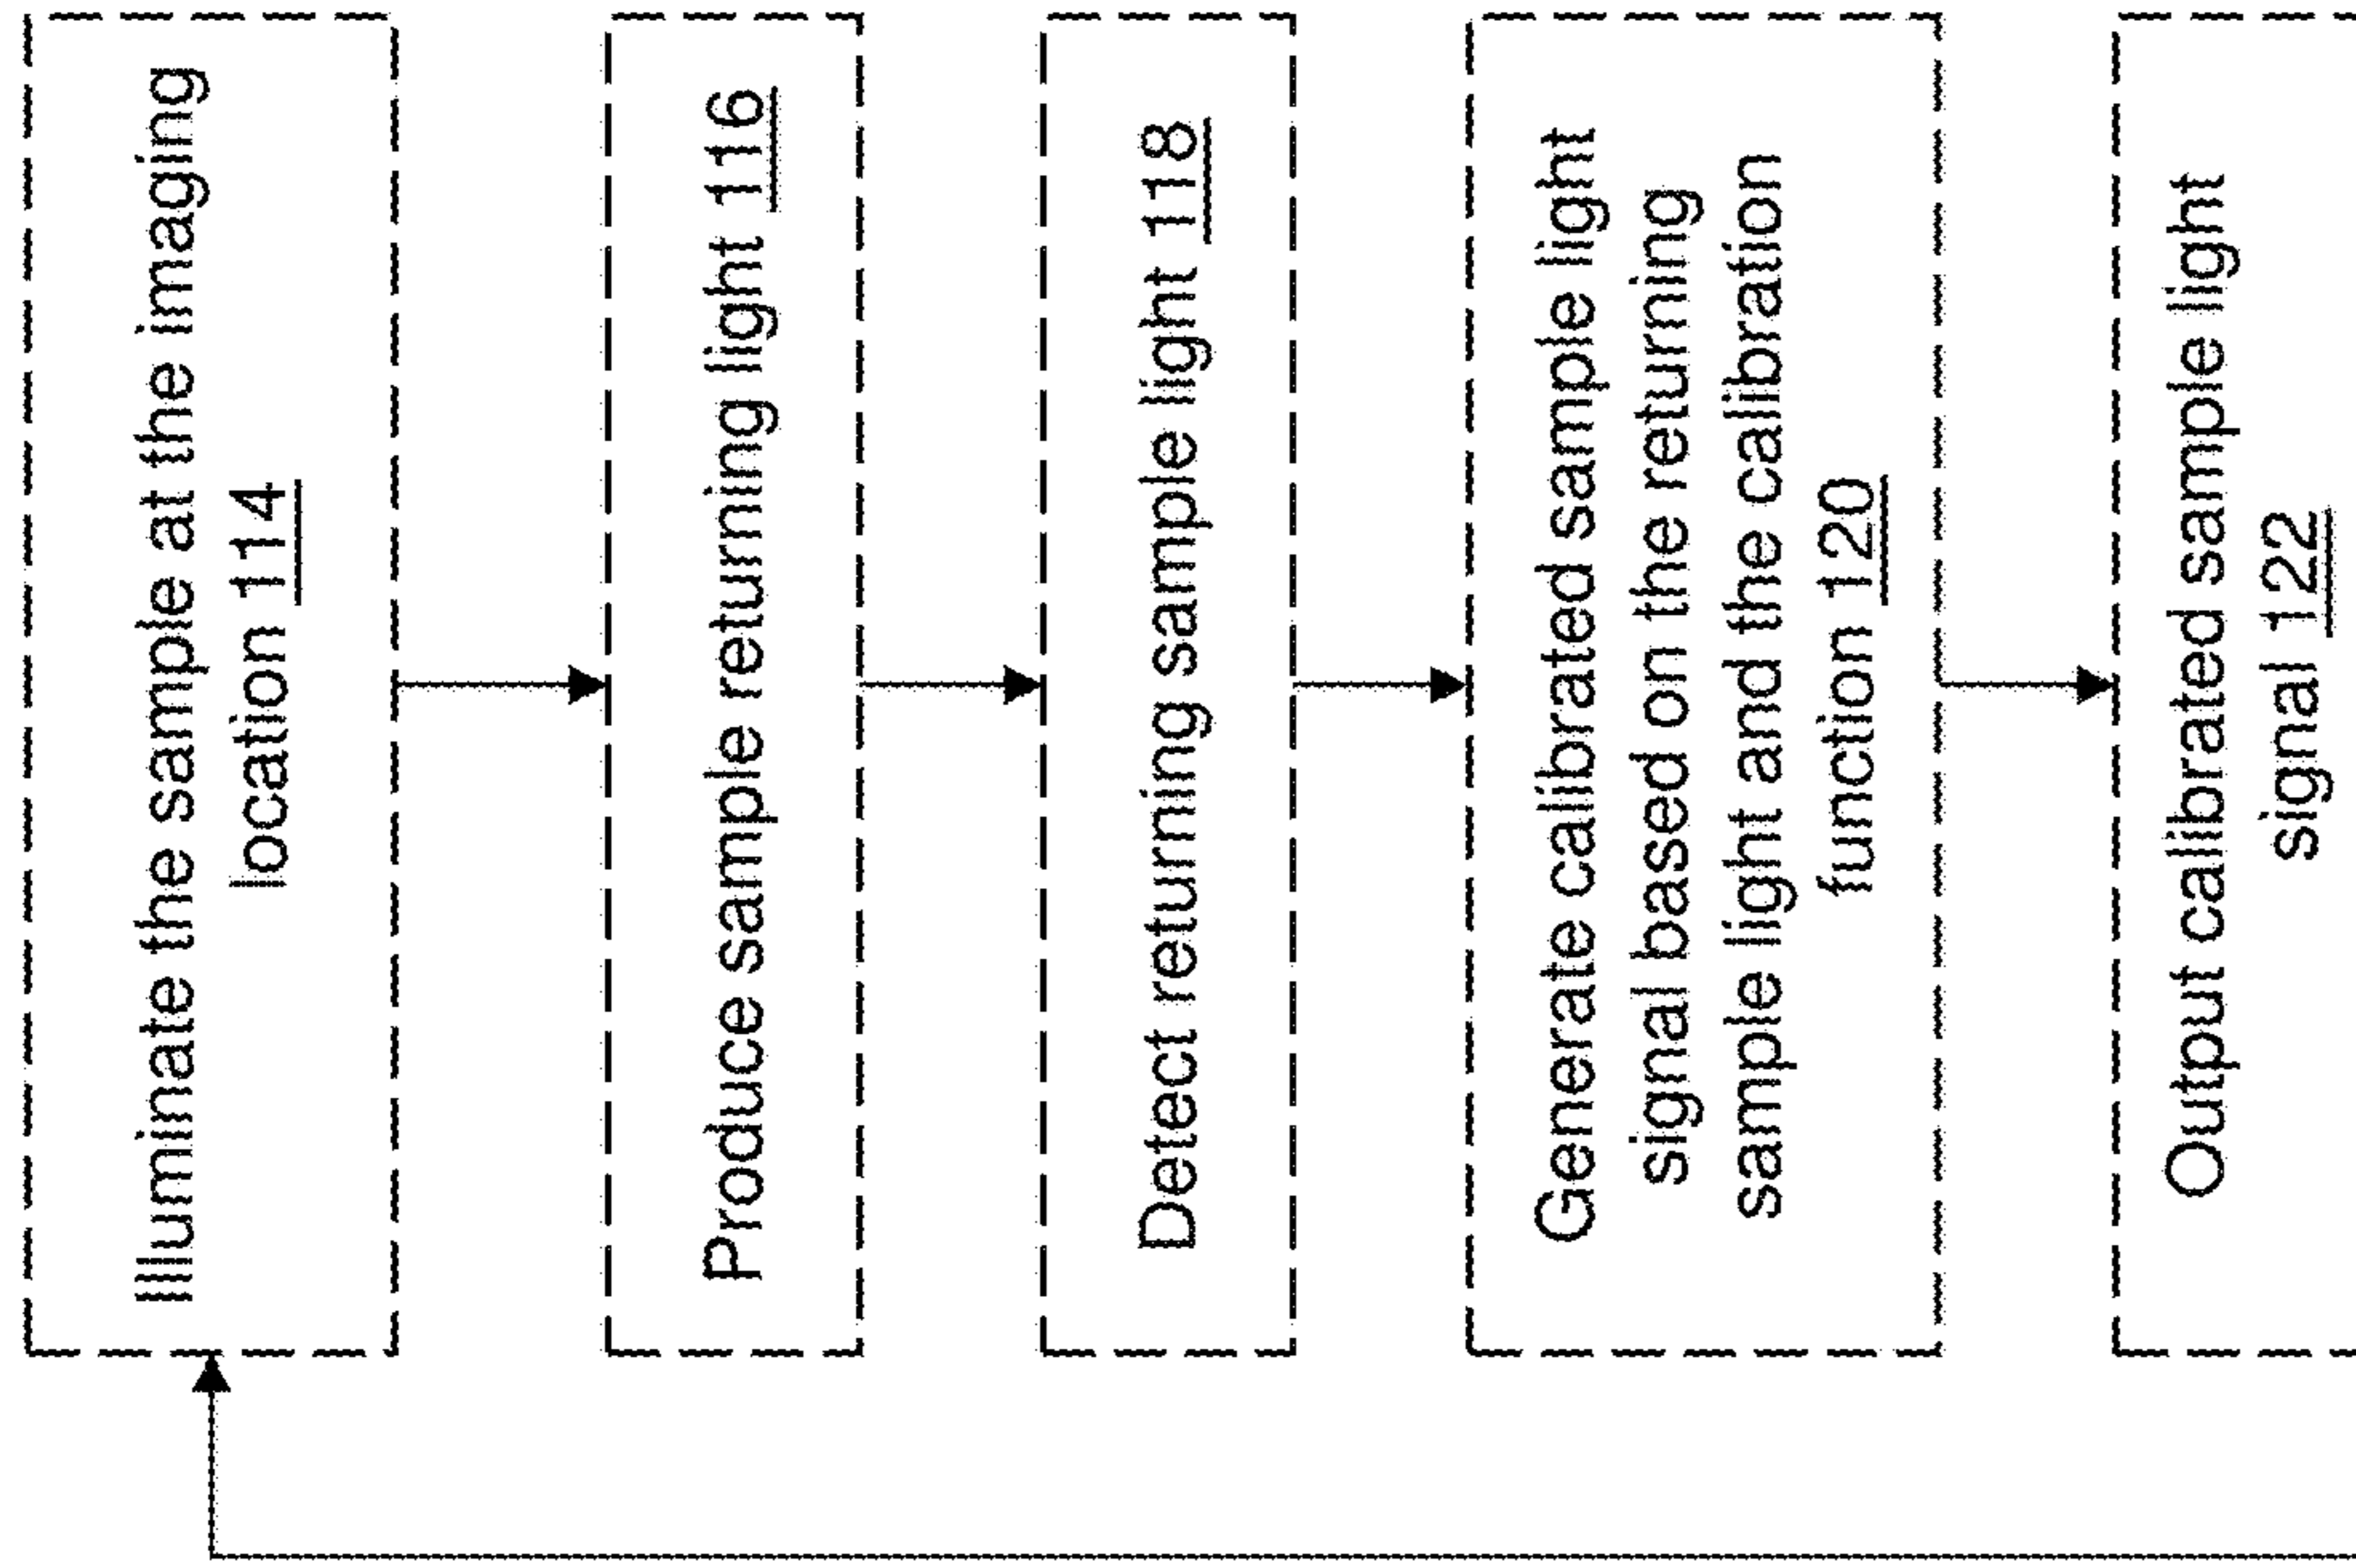 Illuminate the sample at the imaging
location 114
Produce sample returning light 116
Detect returning sample light 118
Generate calibrated sample light
signal based on the returning
sample light and the calibration
function 120
Output calibrated sample light
signal 122